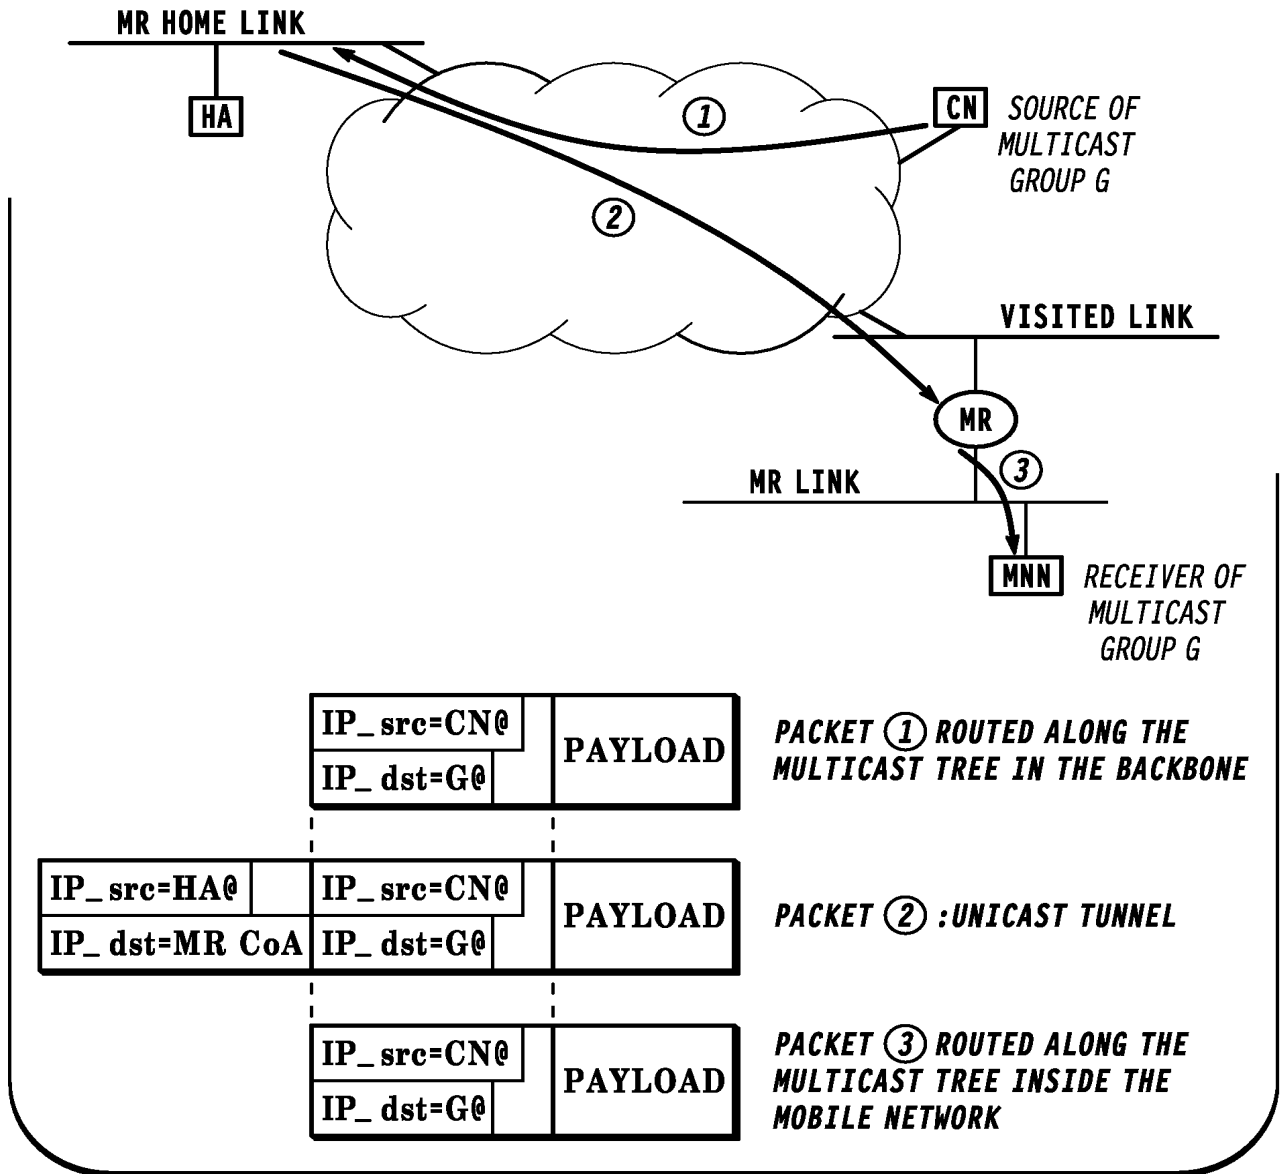 MR HOME LINK
HA
1
CN
SOURCE OF
MULTICAST
GROUP G
2
VISITED LINK
MR
3
MR LINK
MNN
RECEIVER OF
MULTICAST
GROUP G
IP_ src=CN@
IP_ dst=G@
PAYLOAD
PACKET 1 ROUTED ALONG THE
MULTICAST TREE IN THE BACKBONE
IP_ src=HA@
IP_ dst=MR CoA
IP_ src=CN@
IP_ dst=G@
PAYLOAD
PACKET 2 :UNICAST TUNNEL
IP_ src=CN@
IP_ dst=G@
PAYLOAD
PACKET 3 ROUTED ALONG THE
MULTICAST TREE INSIDE THE
MOBILE NETWORK